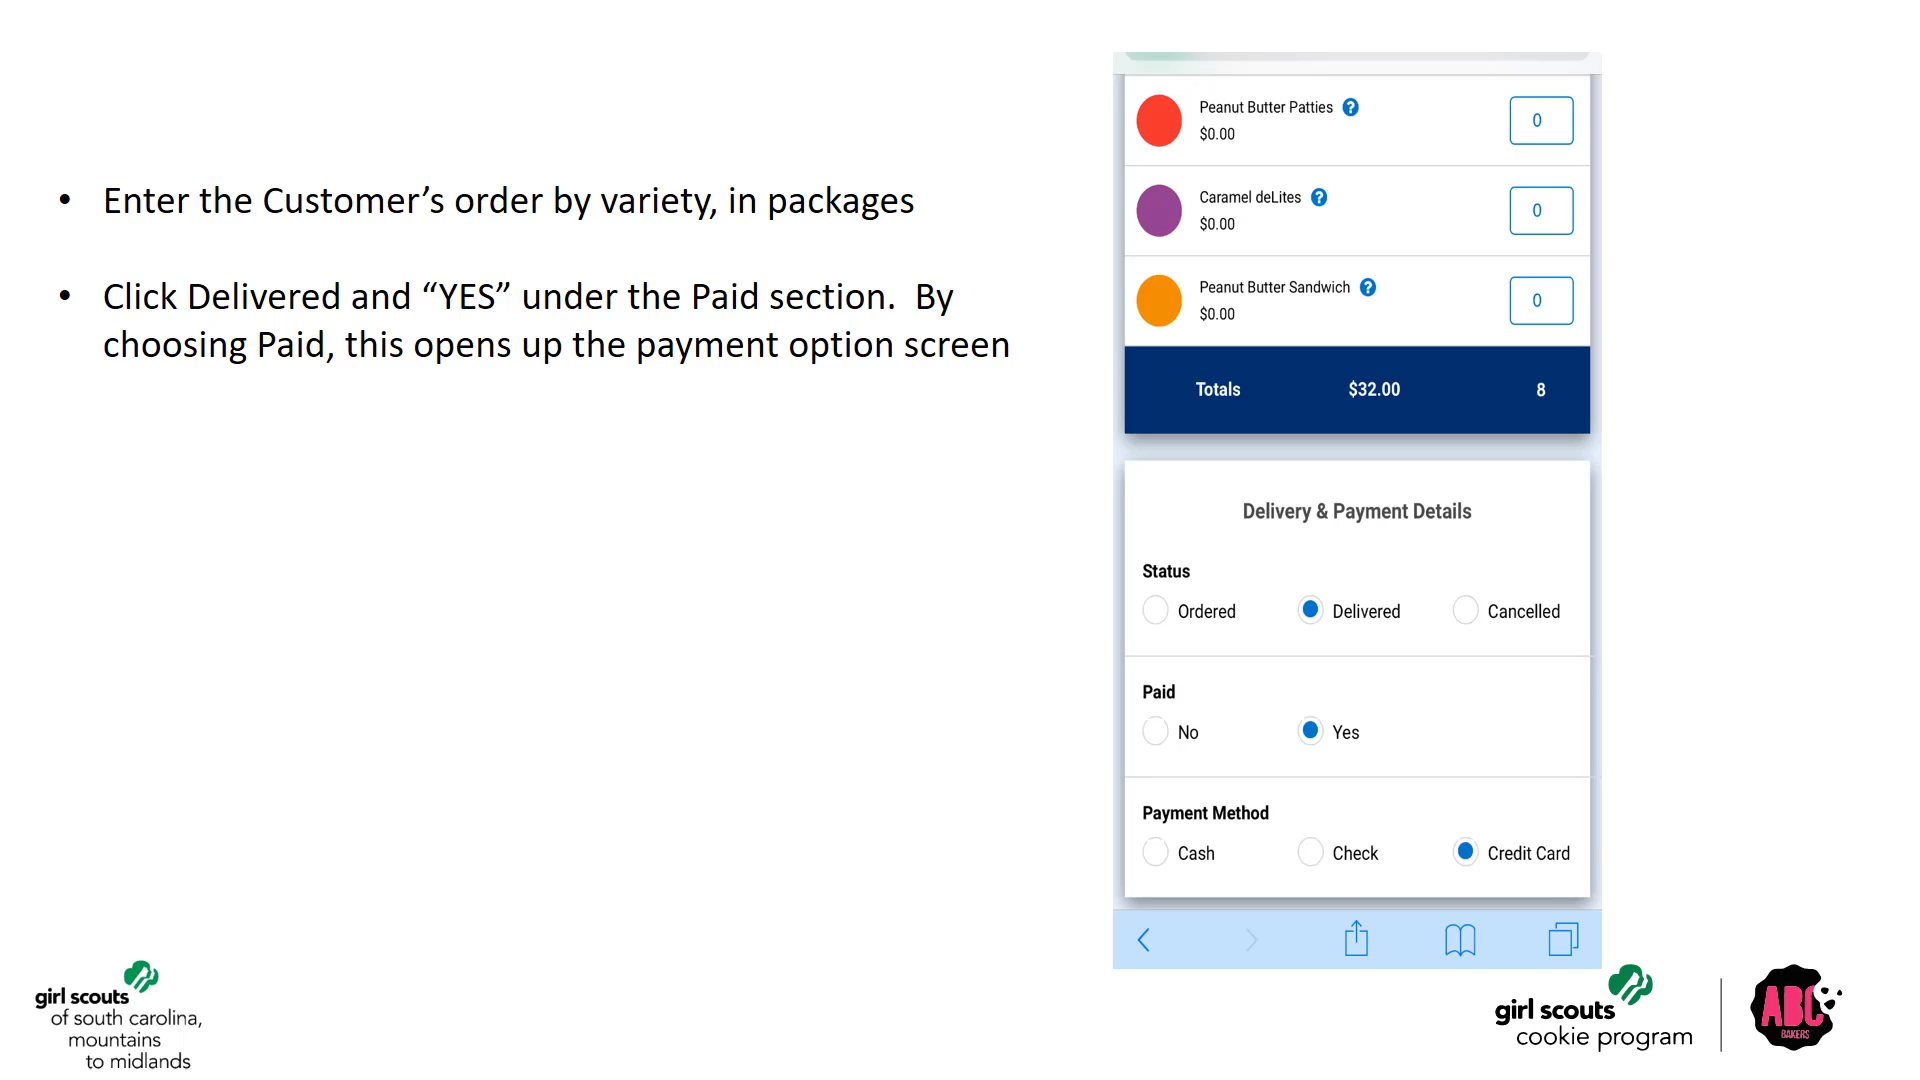 • Enter the Customer’s order by variety, in packages
• Click Delivered and “YES” under the Paid section.  By
choosing Paid, this opens up the payment option screen
Peanut Butter Patties ?
$0.00
0
Caramel deLites ?
$0.00
0
Peanut Butter Sandwich ?
$0.00
0
Totals $32.00 8
Delivery & Payment Details
Status
Ordered Delivered Cancelled
Paid
No Yes
Payment Method
Cash Check Credit Card
girl scouts
of south carolina,
mountains
to midlands
girl scouts
cookie program
ABC
BAKERS